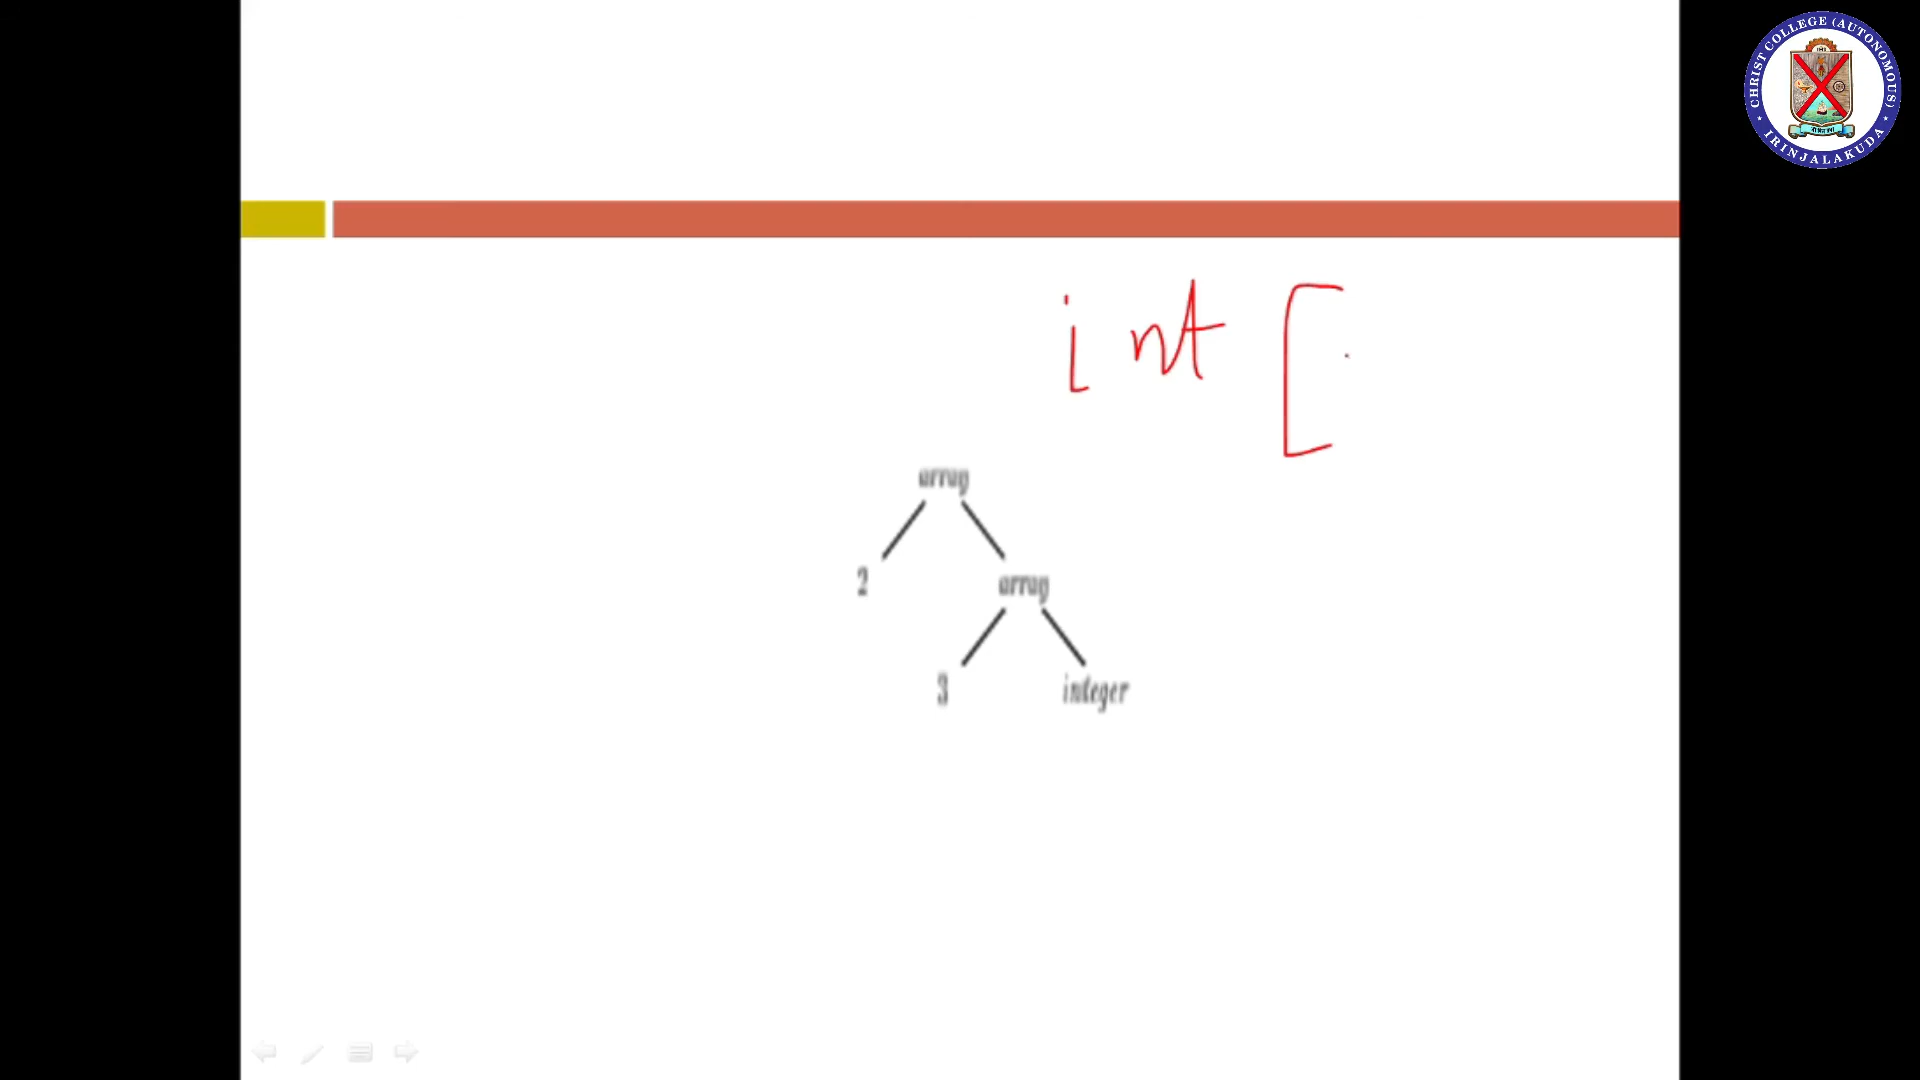 CHRIST COLLEGE (AUTONOMOUS)
IRINJALAKUDA
int [
array
2
array
3
integer